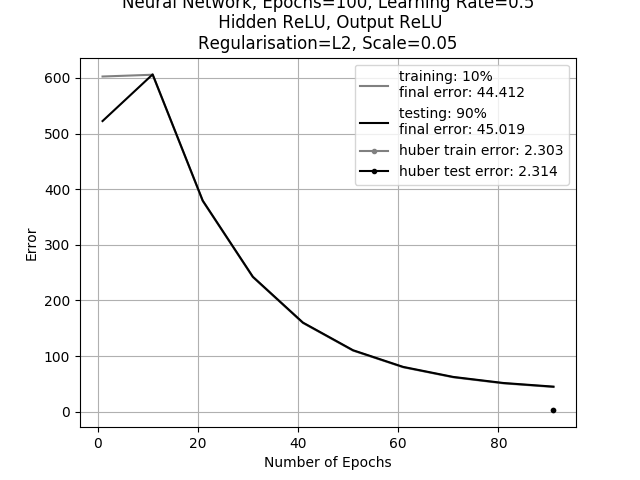 Neural Network, Epochs=100, Learning Rate=0.5
Hidden ReLU, Output ReLU
Regularisation=L2, Scale=0.05
600
500
400
300
200
100
0
Error
training: 10%
final error: 44.412
testing: 90%
final error: 45.019
huber train error: 2.303
huber test error: 2.314
0 20 40 60 80
Number of Epochs